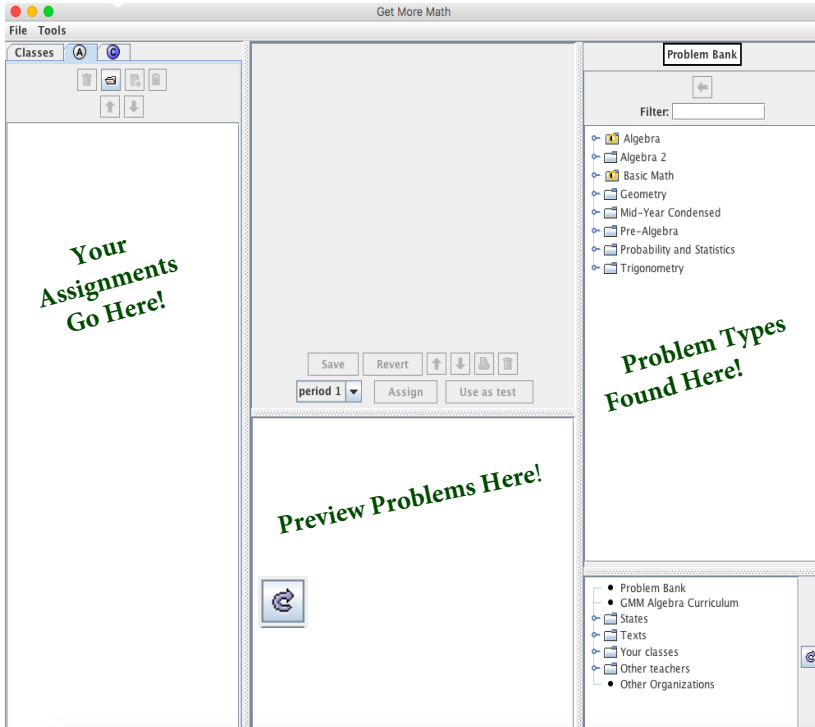 Get More Math
File Tools
Classes A C
Your
Assignments
Go Here!
Save Revert
period 1 Assign Use as test
Preview Problems Here!
Problem Bank
Filter:
Algebra
Algebra 2
Basic Math
Geometry
Mid-Year Condensed
Pre-Algebra
Probability and Statistics
Trigonometry
Problem Types
Found Here!
Problem Bank
GMM Algebra Curriculum
States
Texts
Your classes
Other teachers
Other Organizations